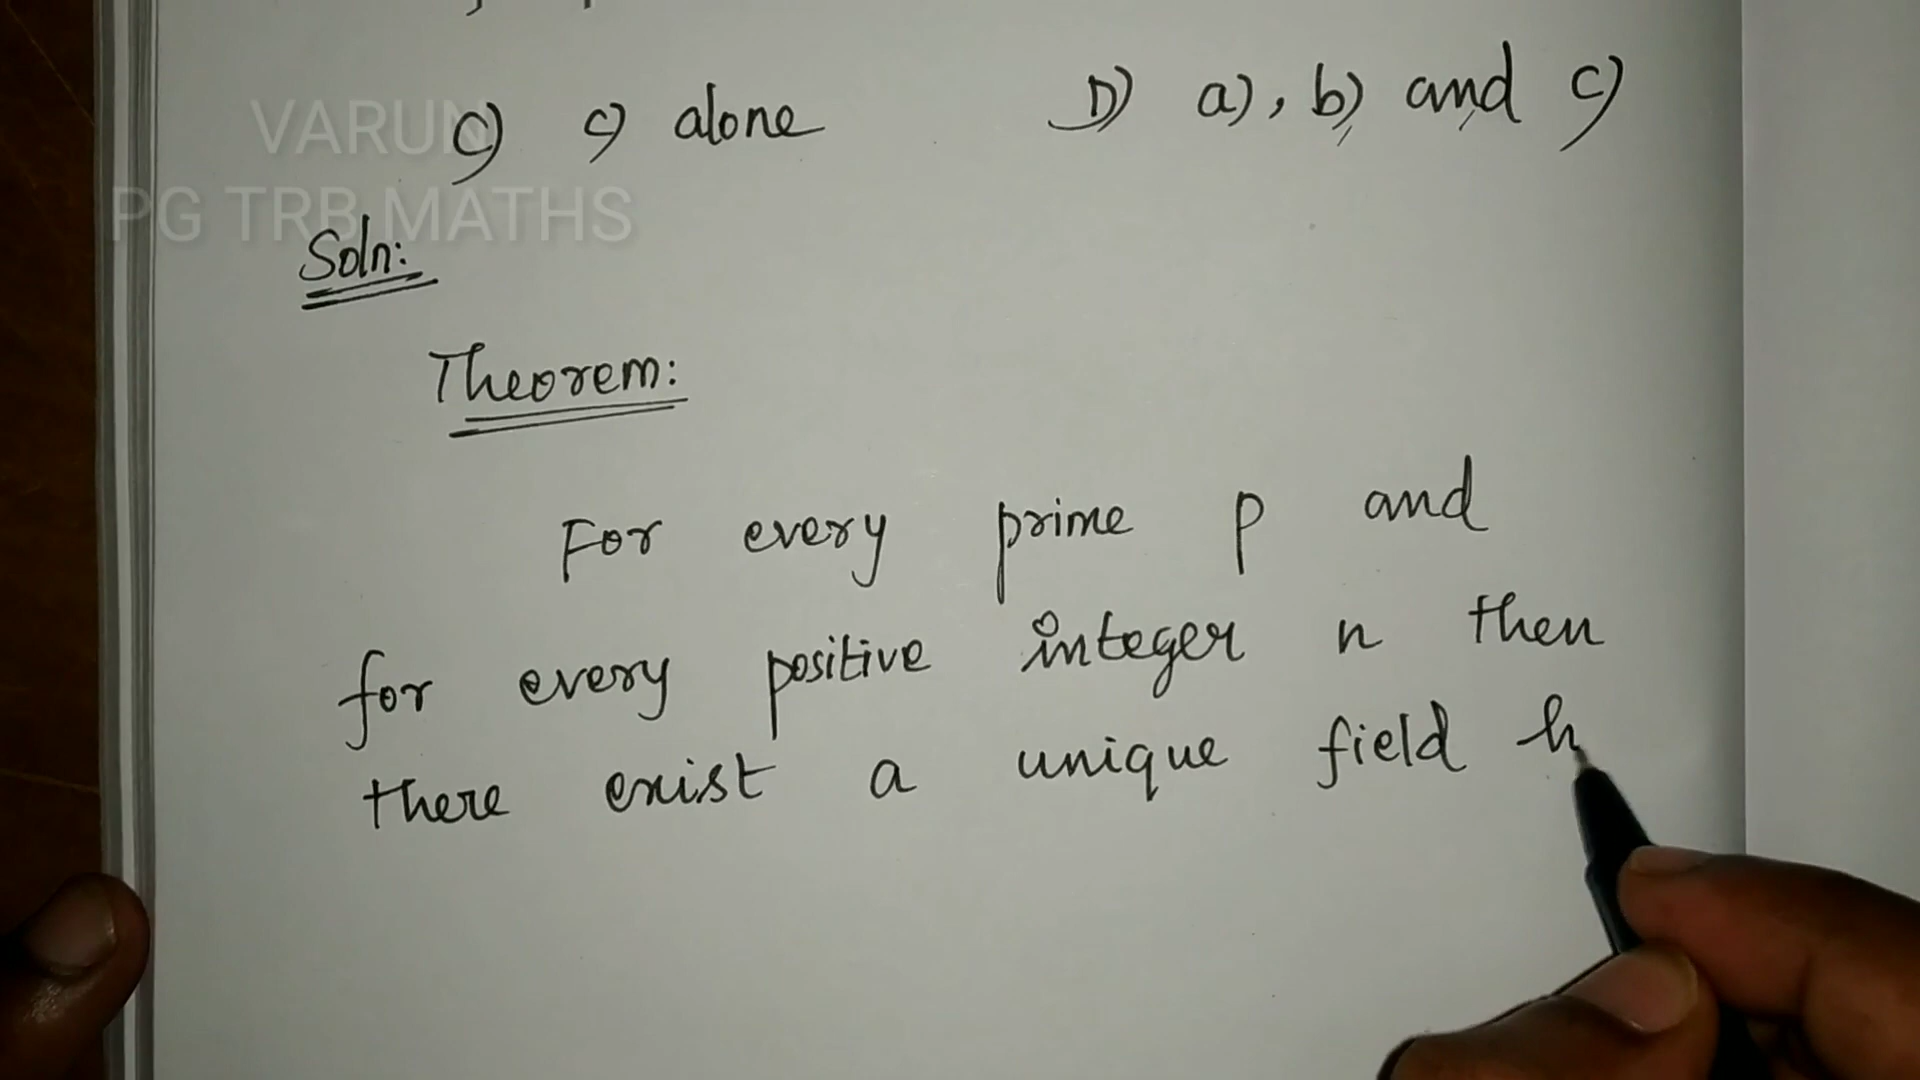 C) c) alone D) a), b) and c)
VARUN
PG TRB MATHS
Soln:
Theorem:
For every prime p and
for every positive integer n then
there exist a unique field h